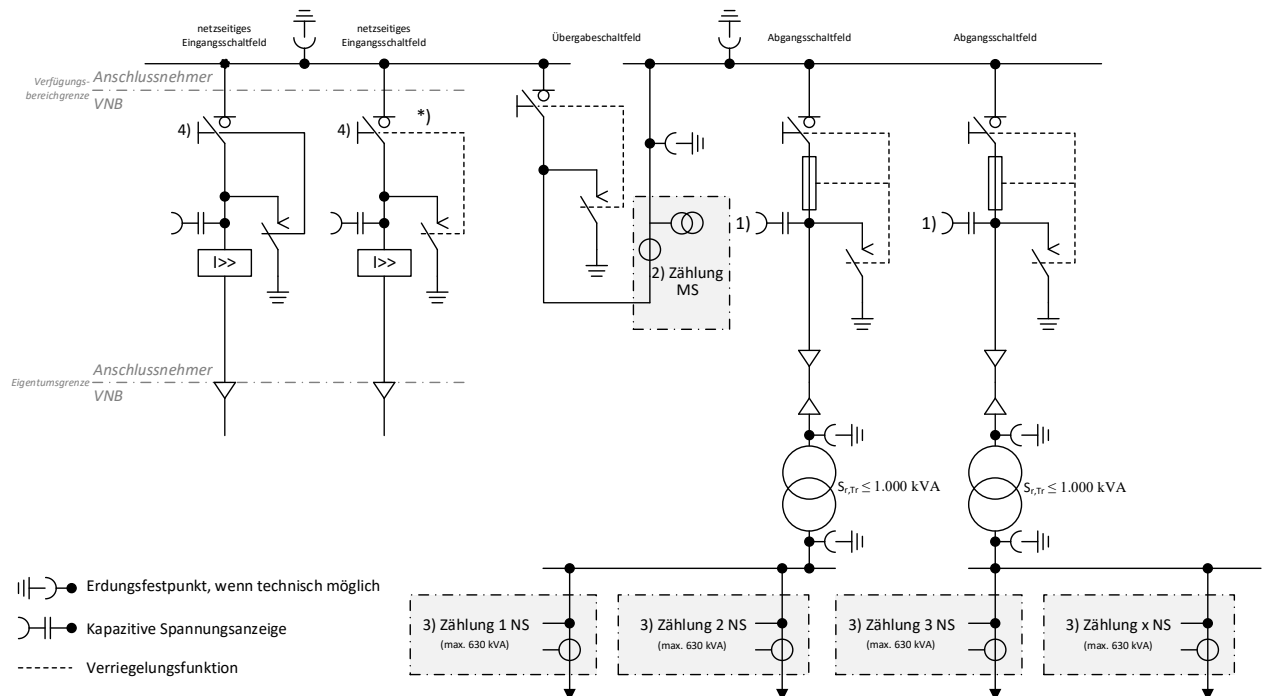 netzseitiges
Eingangsschaltfeld
netzseitiges
Eingangsschaltfeld
Übergabeschaltfeld
Abgangsschaltfeld
Abgangsschaltfeld
Verfügungs-
bereichgrenze
Anschlussnehmer
VNB
4)
4)
*)
1)
1)
I>>
I>>
2) Zählung
MS
Eigentumsgrenze
Anschlussnehmer
VNB
Sr,Tr ≤ 1.000 kVA
Sr,Tr ≤ 1.000 kVA
Erdungsfestpunkt, wenn technisch möglich
Kapazitive Spannungsanzeige
Verriegelungsfunktion
3) Zählung 1 NS
(max. 630 kVA)
3) Zählung 2 NS
(max. 630 kVA)
3) Zählung 3 NS
(max. 630 kVA)
3) Zählung x NS
(max. 630 kVA)